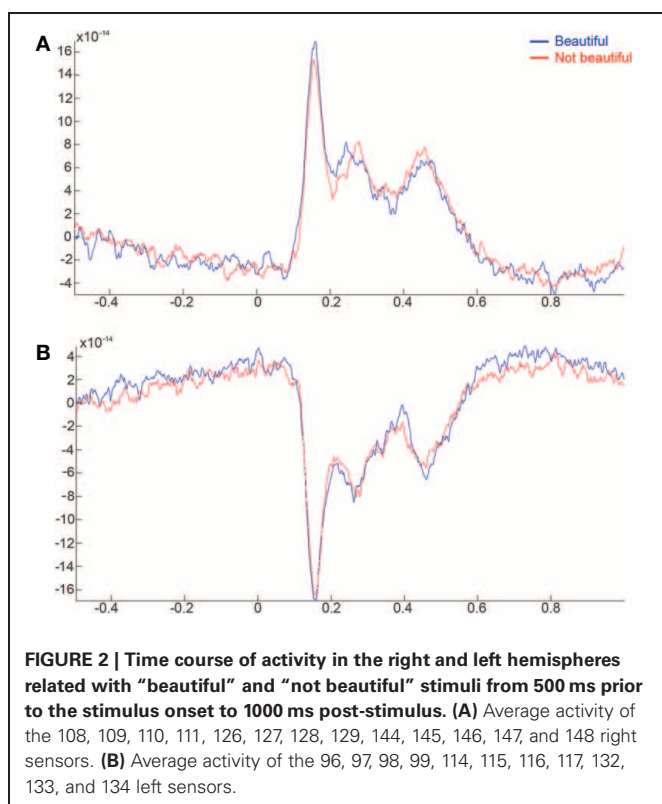 A
x10⁻¹⁴
Beautiful
Not beautiful
16
14
12
10
8
6
4
2
0
-2
-4
-0.4 -0.2 0 0.2 0.4 0.6 0.8
B
x10⁻¹⁴
4
2
0
-2
-4
-6
-8
-10
-12
-14
-16
-0.4 -0.2 0 0.2 0.4 0.6 0.8
FIGURE 2 | Time course of activity in the right and left hemispheres
related with “beautiful” and “not beautiful” stimuli from 500 ms prior
to the stimulus onset to 1000 ms post-stimulus. (A) Average activity of
the 108, 109, 110, 111, 126, 127, 128, 129, 144, 145, 146, 147, and 148 right
sensors. (B) Average activity of the 96, 97, 98, 99, 114, 115, 116, 117, 132,
133, and 134 left sensors.